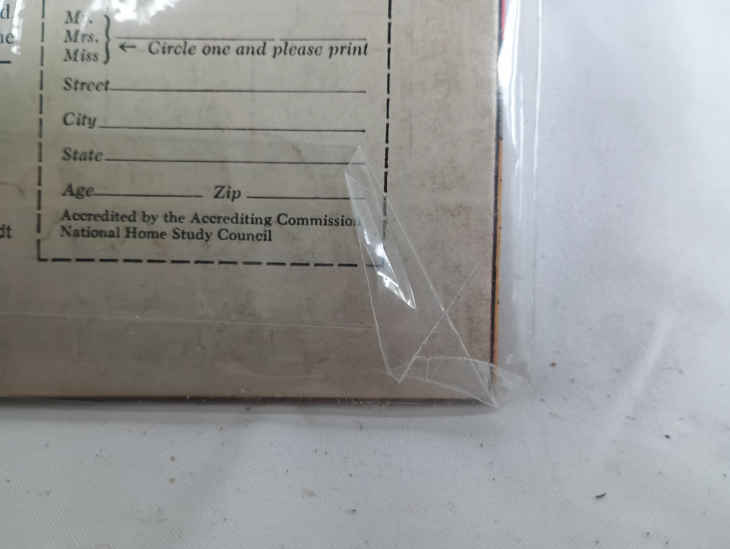 d
Mr.
Mrs.
Miss
← Circle one and please print
Street
City
State
Age Zip
Accredited by the Accrediting Commission
dt National Home Study Council